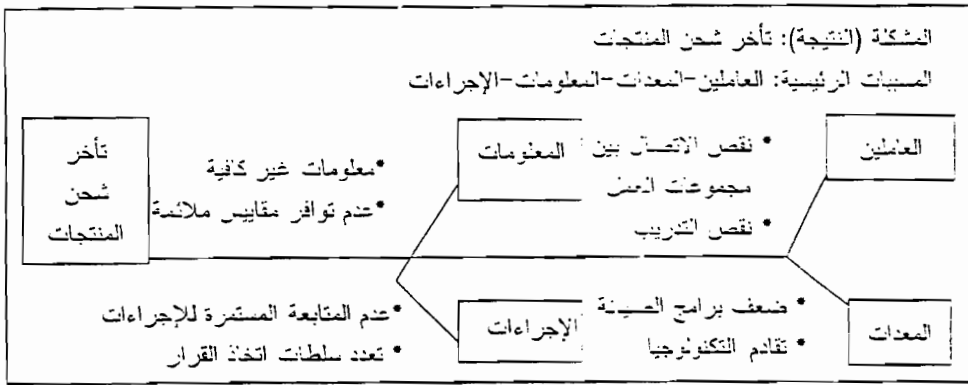 المشكلة (النتيجة): تأخر شحن المنتجات
المسببات الرئيسية: العاملين-المعدات-المعلومات-الإجراءات
العاملين
• نقص الاتصال بين
مجموعات العمل
• نقص التدريب
المعلومات
•معلومات غير كافية
•عدم توافر مقاييس ملائمة
تأخر
شحن
المنتجات
المعدات
• ضعف برامج الصيانة
• تقادم التكنولوجيا
الإجراءات
•عدم المتابعة المستمرة للإجراءات
• تعدد سلطات اتخاذ القرار